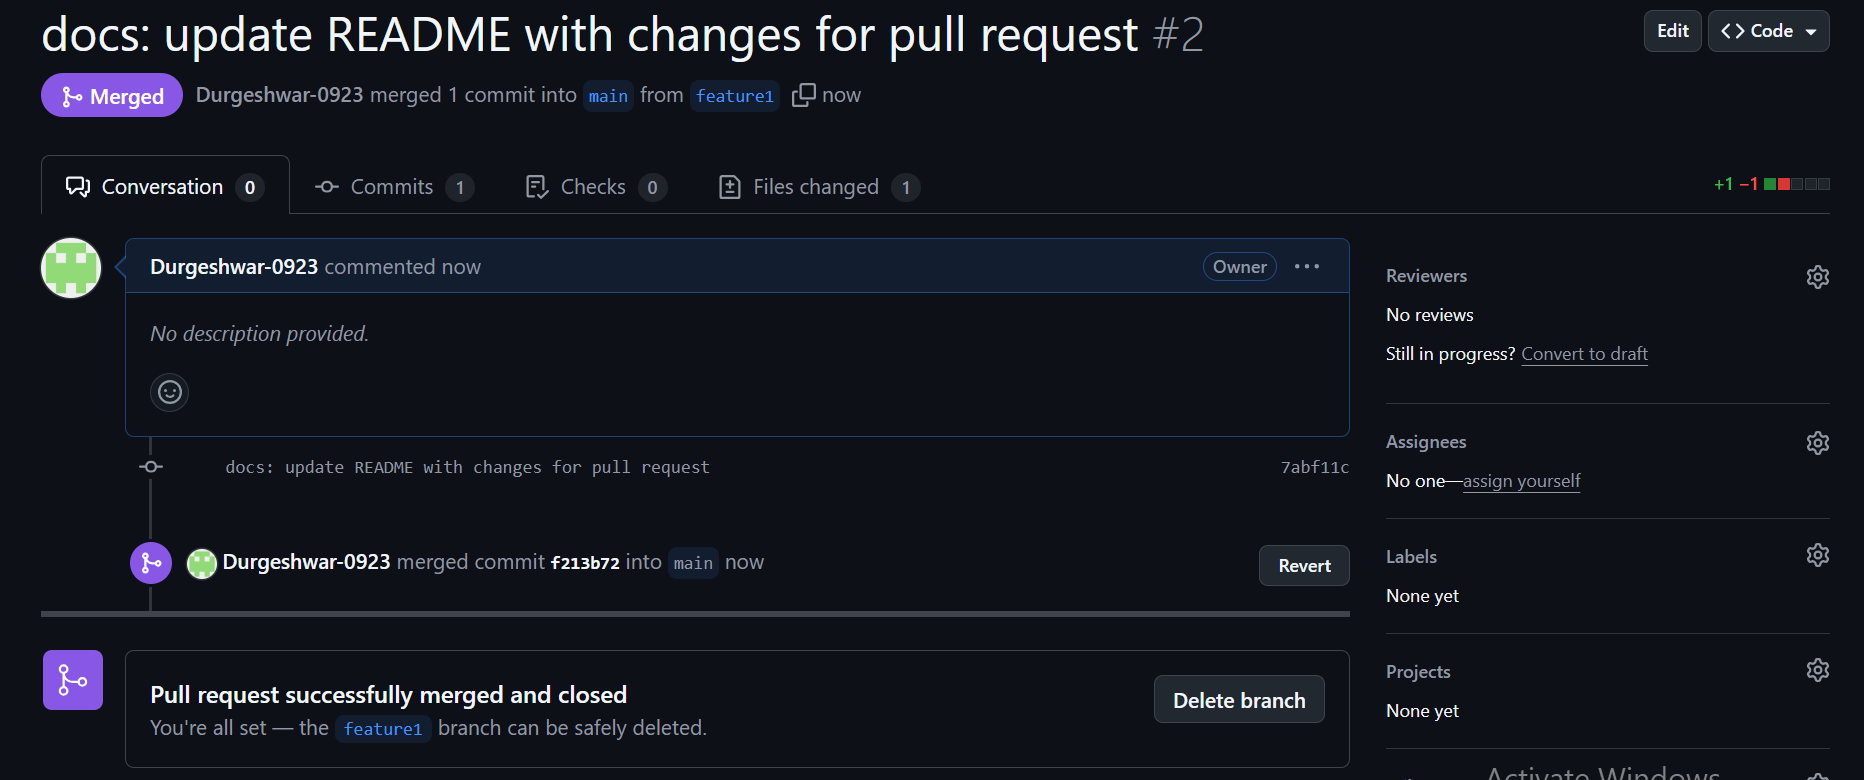 docs: update README with changes for pull request #2
Edit
Code
Merged
Durgeshwar-0923 merged 1 commit into main from feature1 now
Conversation 0
Commits 1
Checks 0
Files changed 1
+1 −1
Durgeshwar-0923 commented now
Owner
No description provided.
docs: update README with changes for pull request
7abf11c
Durgeshwar-0923 merged commit f213b72 into main now
Revert
Pull request successfully merged and closed
You're all set — the feature1 branch can be safely deleted.
Delete branch
Reviewers
No reviews
Still in progress? Convert to draft
Assignees
No one—assign yourself
Labels
None yet
Projects
None yet
Activate Windows